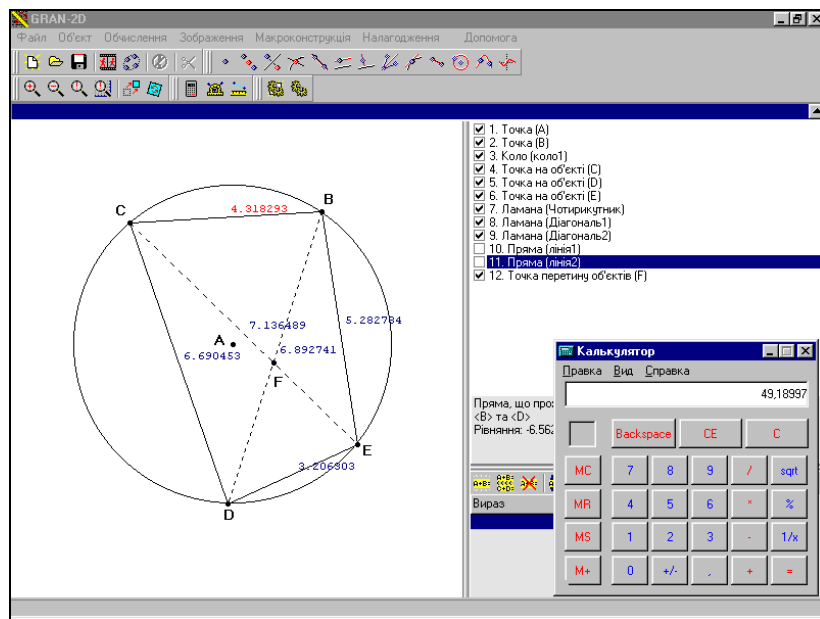 GRAN-2D
Файл Об'єкт Обчислення Зображення Макроконструкція Налагодження Допомога
1. Точка (A)
2. Точка (B)
3. Коло (коло1)
4. Точка на об'єкті (C)
5. Точка на об'єкті (D)
6. Точка на об'єкті (E)
7. Ламана (Чотирикутник)
8. Ламана (Діагональ1)
9. Ламана (Діагональ2)
10. Пряма (лінія1)
11. Пряма (лінія2)
12. Точка перетину об'єктів (F)
C
4.318293
B
7.136489
5.282784
A
6.690453
6.892741
F
E
3.206303
D
Пряма, що про
<B> та <D>
Рівняння: -6.562
A+B=
A+B=
C+D=
Вираз
Калькулятор
Правка Вид Справка
49,18997
Backspace CE C
MC 7 8 9 / sqrt
MR 4 5 6 * %
MS 1 2 3 - 1/x
M+ 0 +/- , + =